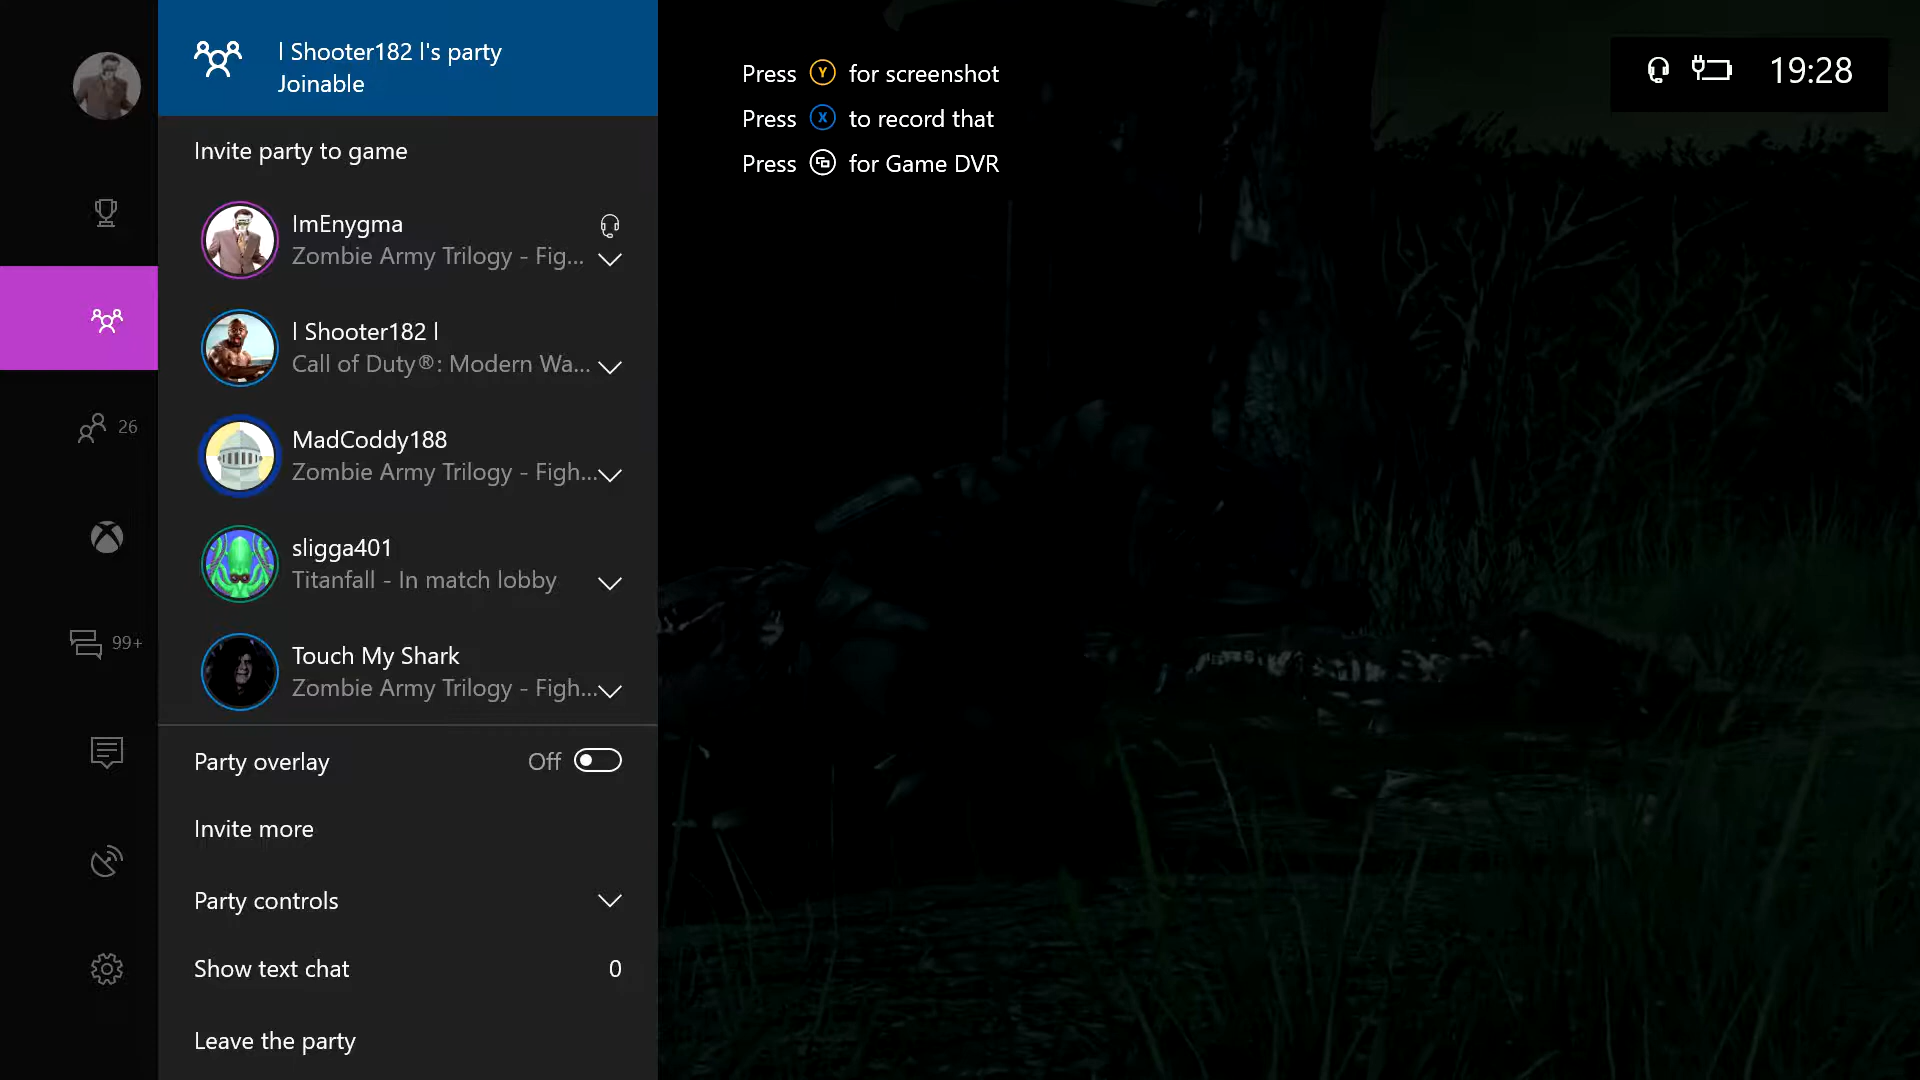 l Shooter182 l's party
Joinable
Invite party to game
ImEnygma
Zombie Army Trilogy - Fig...
l Shooter182 l
Call of Duty®: Modern Wa...
MadCoddy188
Zombie Army Trilogy - Figh...
sligga401
Titanfall - In match lobby
Touch My Shark
Zombie Army Trilogy - Figh...
Party overlay Off
Invite more
Party controls
Show text chat 0
Leave the party
26
99+
Press Y for screenshot
Press X to record that
Press for Game DVR
19:28